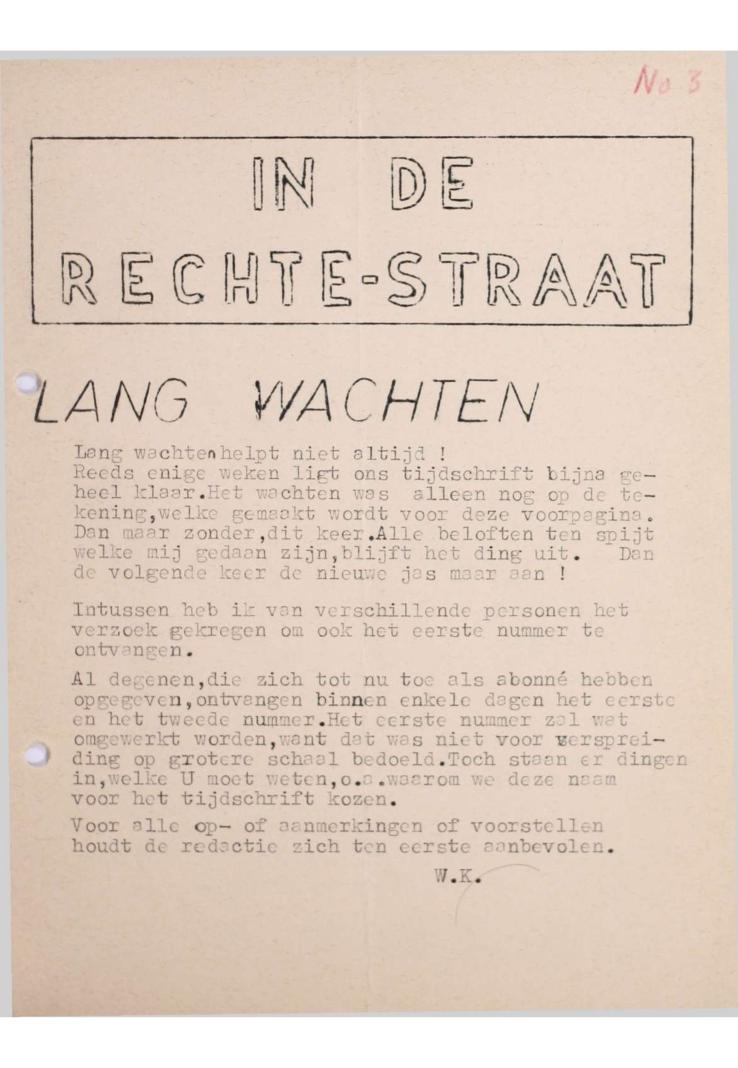 No 3
IN DE
RECHTE-STRAAT
LANG WACHTEN
Lang wachten helpt niet altijd !
Reeds enige weken ligt ons tijdschrift bijna ge-
heel klaar.Het wachten was alleen nog op de te-
kening,welke gemaakt wordt voor deze voorpagina.
Dan maar zonder,dit keer.Alle beloften ten spijt
welke mij gedaan zijn,blijft het ding uit. Dan
de volgende keer de nieuwe jas maar aan !
Intussen heb ik van verschillende personen het
verzoek gekregen om ook het eerste nummer te
ontvangen.
Al degenen,die zich tot nu toe als abonné hebben
opgegeven,ontvangen binnen enkele dagen het eerste
en het tweede nummer.Het eerste nummer zal wat
omgewerkt worden,want dat was niet voor versprei-
ding op grotere schaal bedoeld.Toch staan er dingen
in,welke U moet weten,o.a.waarom we deze naam
voor het tijdschrift kozen.
Voor alle op- of aanmerkingen of voorstellen
houdt de redactie zich ten eerste aanbevolen.
W.K.